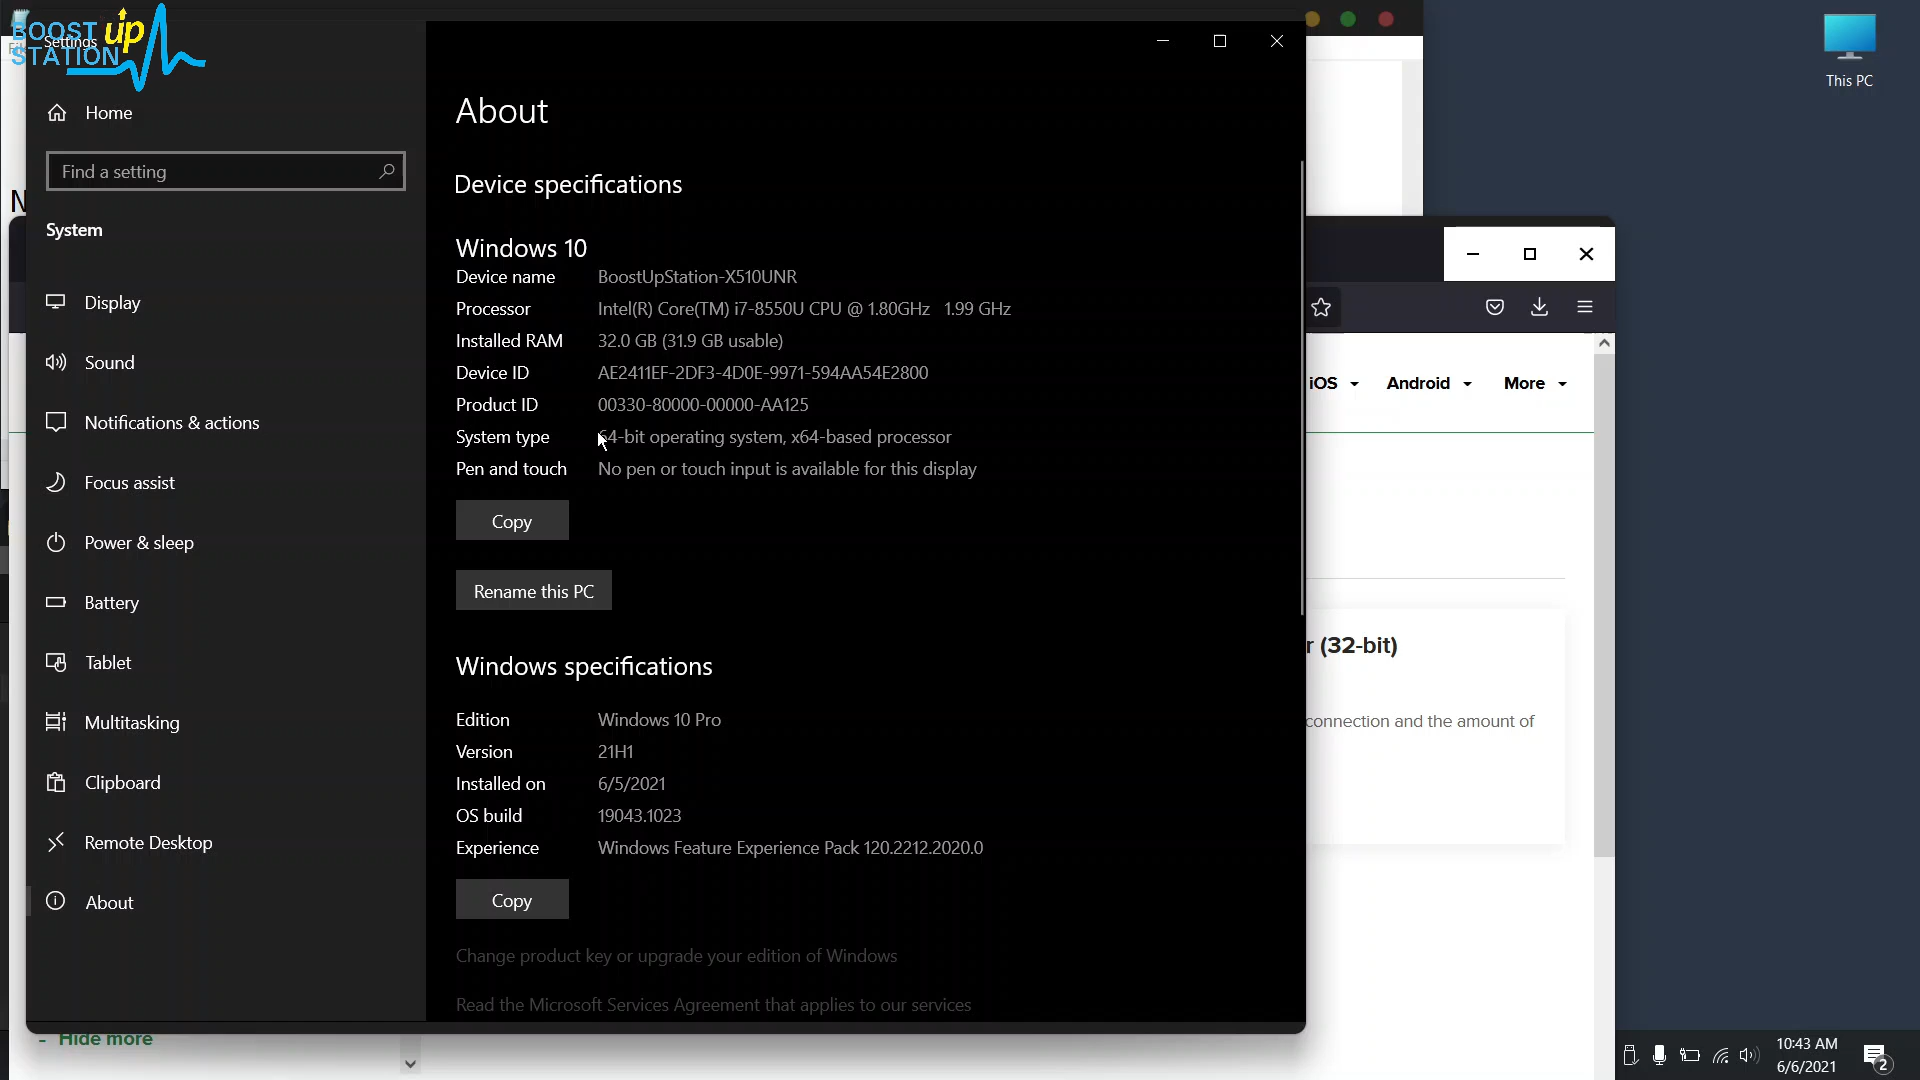 BOOST up
STATION
Settings
This PC
Home
Find a setting
System
Display
Sound
Notifications & actions
Focus assist
Power & sleep
Battery
Tablet
Multitasking
Clipboard
Remote Desktop
About
About
Device specifications
Windows 10
Device name BoostUpStation-X510UNR
Processor Intel(R) Core(TM) i7-8550U CPU @ 1.80GHz 1.99 GHz
Installed RAM 32.0 GB (31.9 GB usable)
Device ID AE2411EF-2DF3-4D0E-9971-594AA54E2800
Product ID 00330-80000-00000-AA125
System type 64-bit operating system, x64-based processor
Pen and touch No pen or touch input is available for this display
Copy
Rename this PC
Windows specifications
Edition Windows 10 Pro
Version 21H1
Installed on 6/5/2021
OS build 19043.1023
Experience Windows Feature Experience Pack 120.2212.2020.0
Copy
Change product key or upgrade your edition of Windows
Read the Microsoft Services Agreement that applies to our services
iOS Android More
r (32-bit)
connection and the amount of
- Hide more
10:43 AM
6/6/2021
2